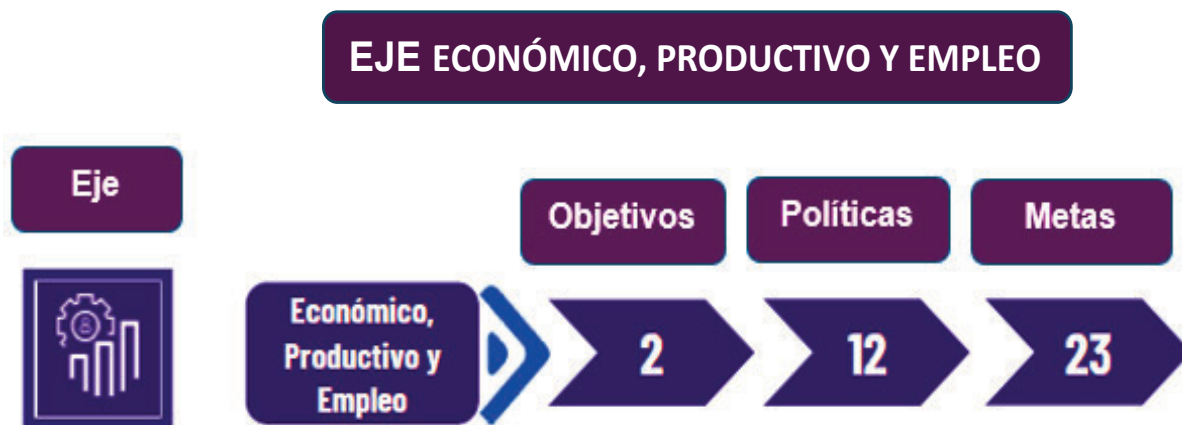 EJE ECONÓMICO, PRODUCTIVO Y EMPLEO
Eje
Objetivos
Políticas
Metas
Económico,
Productivo y
Empleo
2
12
23